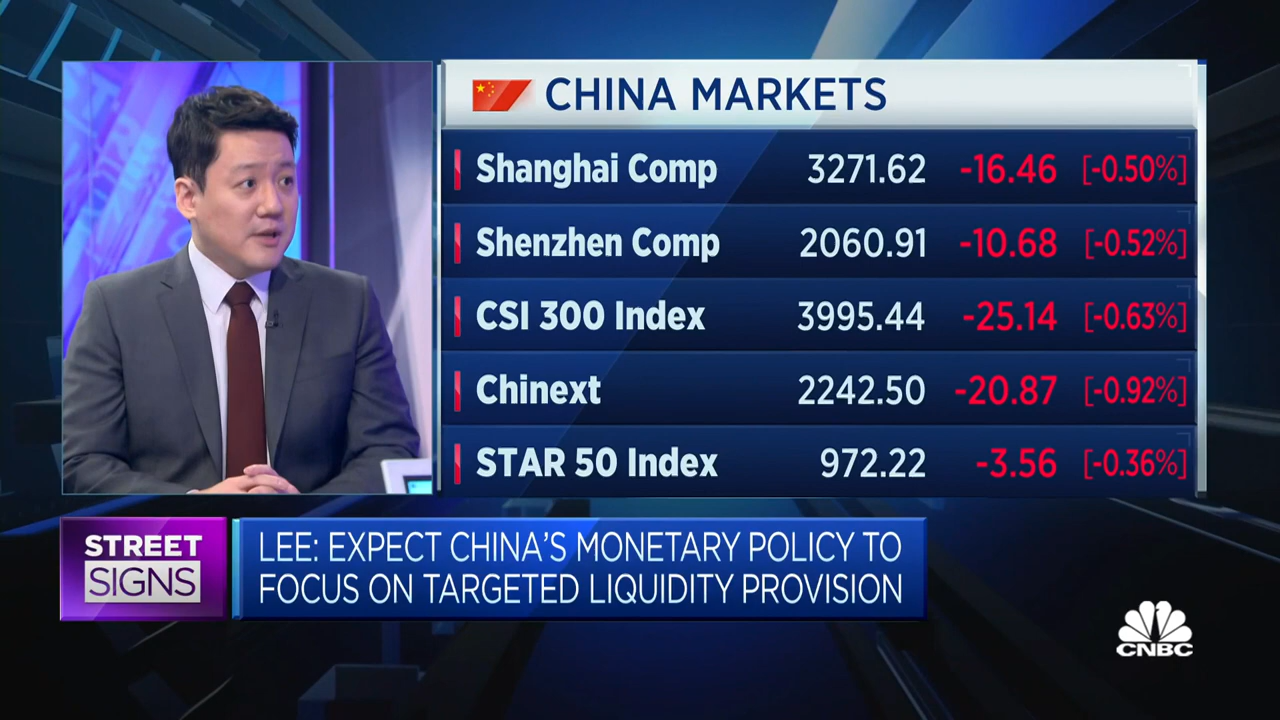 CHINA MARKETS
Shanghai Comp 3271.62 -16.46 [-0.50%]
Shenzhen Comp 2060.91 -10.68 [-0.52%]
CSI 300 Index 3995.44 -25.14 [-0.63%]
Chinext 2242.50 -20.87 [-0.92%]
STAR 50 Index 972.22 -3.56 [-0.36%]
STREET
SIGNS
LEE: EXPECT CHINA'S MONETARY POLICY TO
FOCUS ON TARGETED LIQUIDITY PROVISION
CNBC